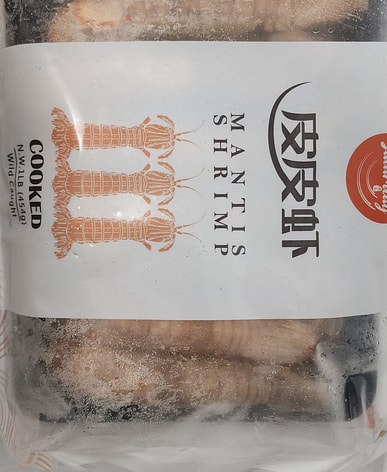 皮皮虾
MANTIS
SHRIMP
COOKED
N.W.1LB (454g)
Wild Caught